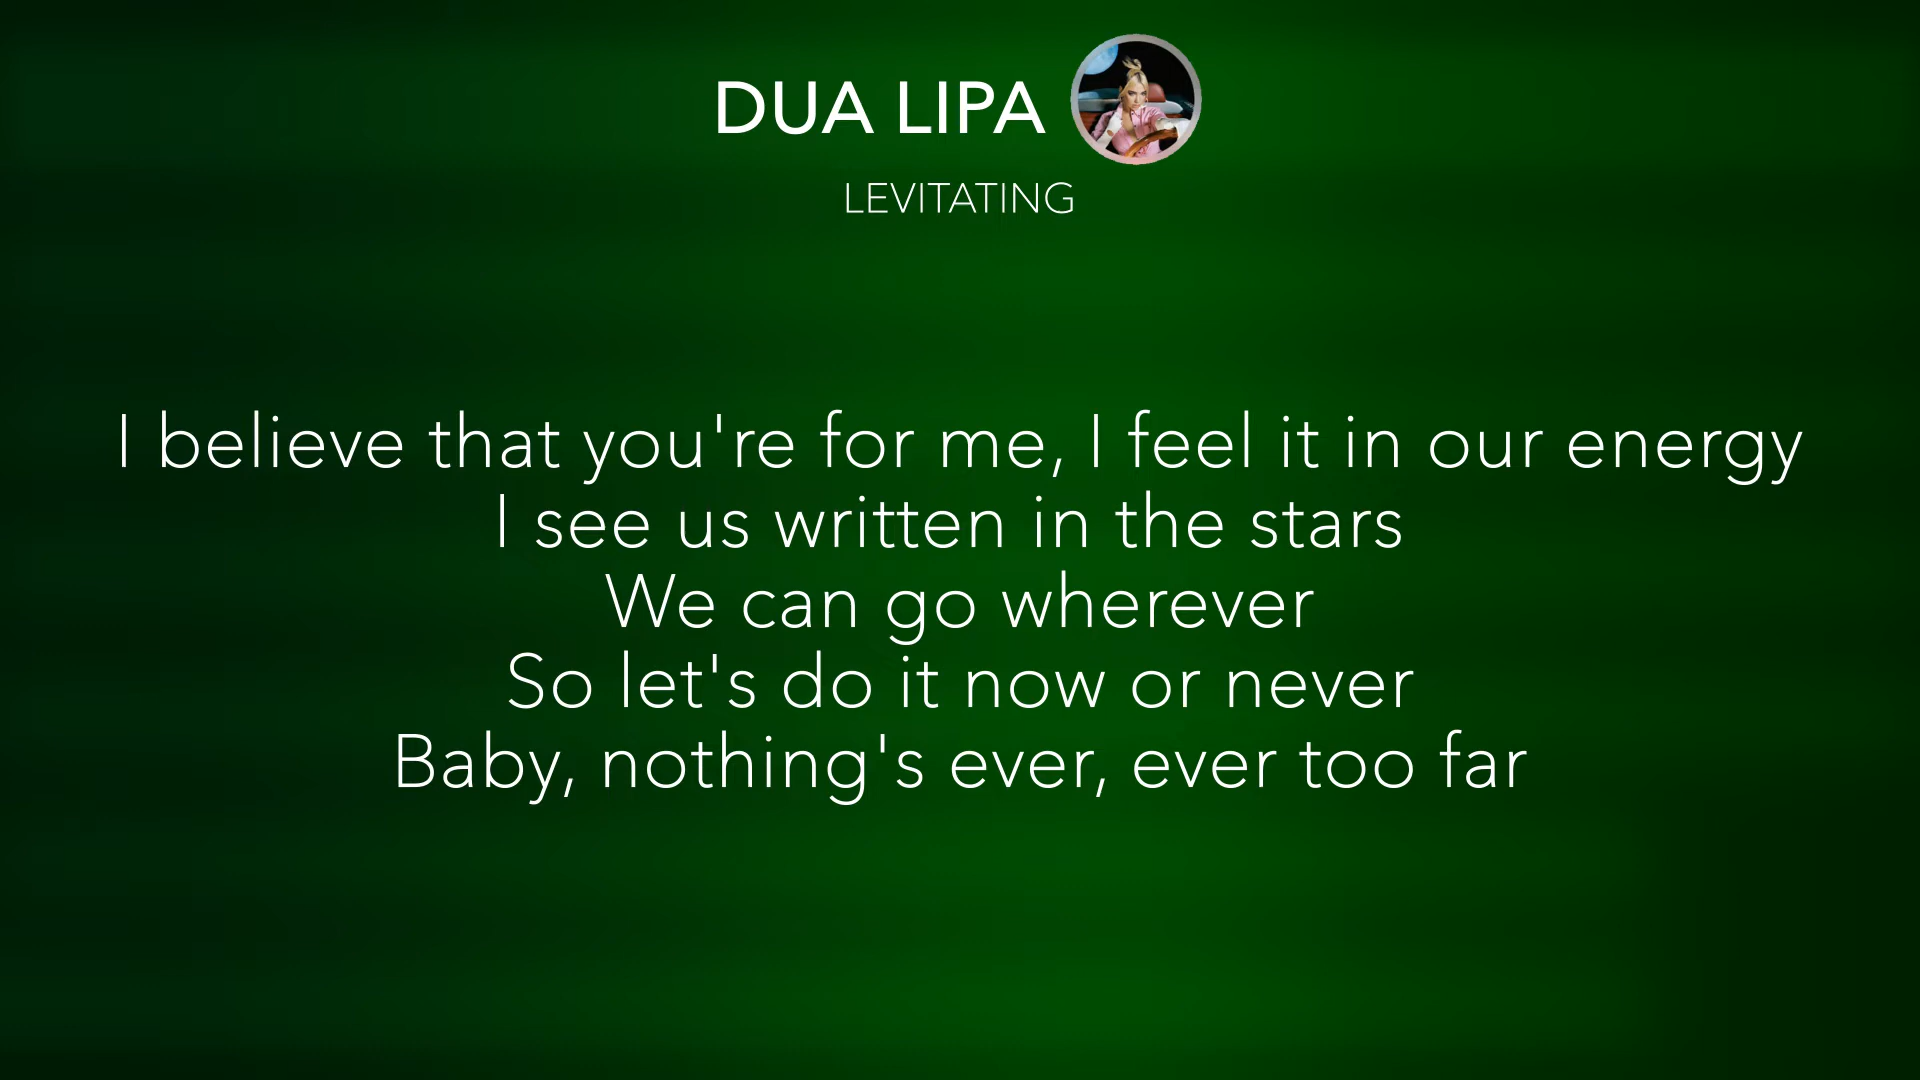 DUA LIPA
LEVITATING
I believe that you're for me, I feel it in our energy
I see us written in the stars
We can go wherever
So let's do it now or never
Baby, nothing's ever, ever too far